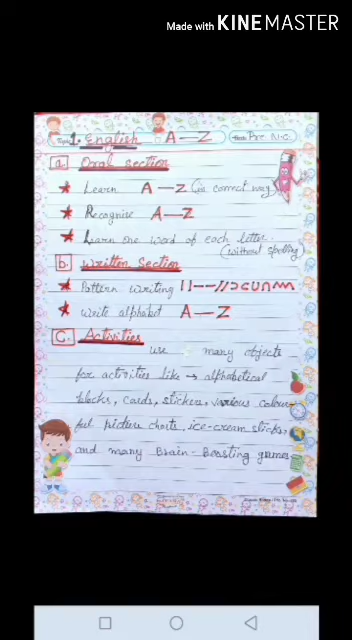 Made with KINEMASTER
1. English A — Z Pre N.C.
a. Oral section
★ Learn A — Z (in correct way)
★ Recognise A — Z
★ Learn one word of each letter.
(without spelling)
b. Written section
★ Pattern writing | | — — / / ⊃ ⊂ U ∩ ʍ
★ Write alphabet A — Z
C. Activities
use many objects
for activities like → alphabetical
blocks, cards, stickers, various colour-
ful picture charts, ice-cream sticks,
and many Brain-Boasting games